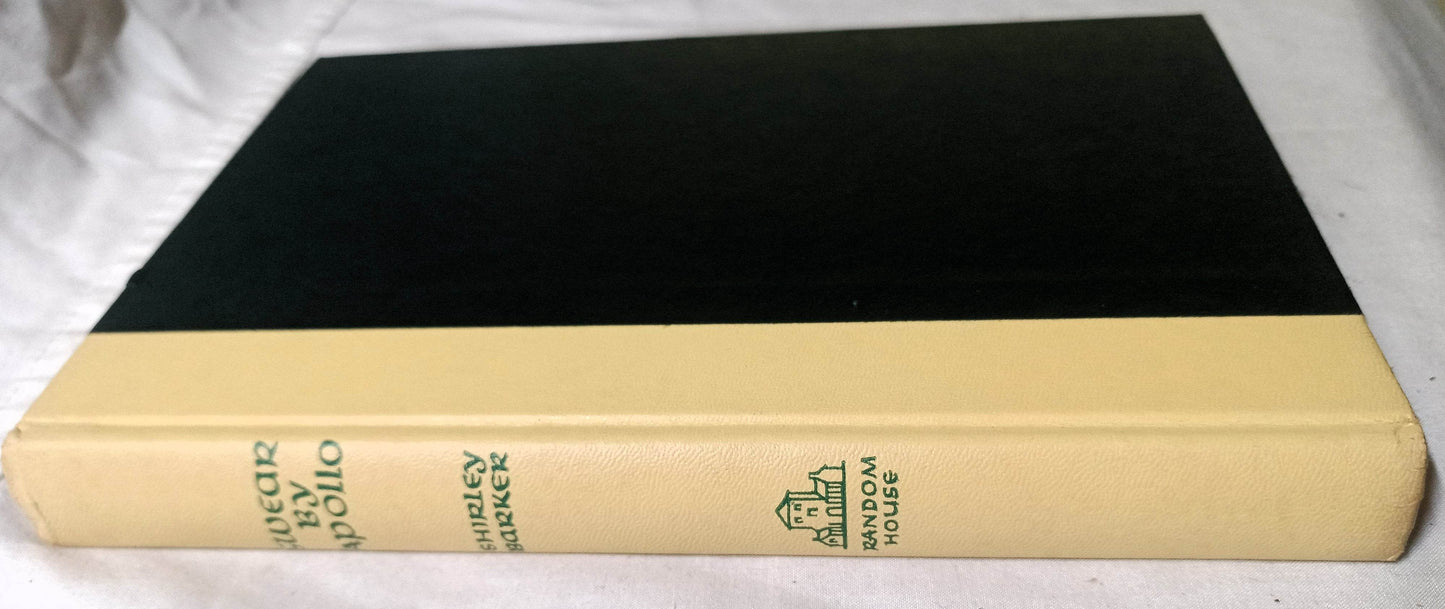 SWEAR
BY
APOLLO
SHIRLEY
BARKER
RANDOM
HOUSE